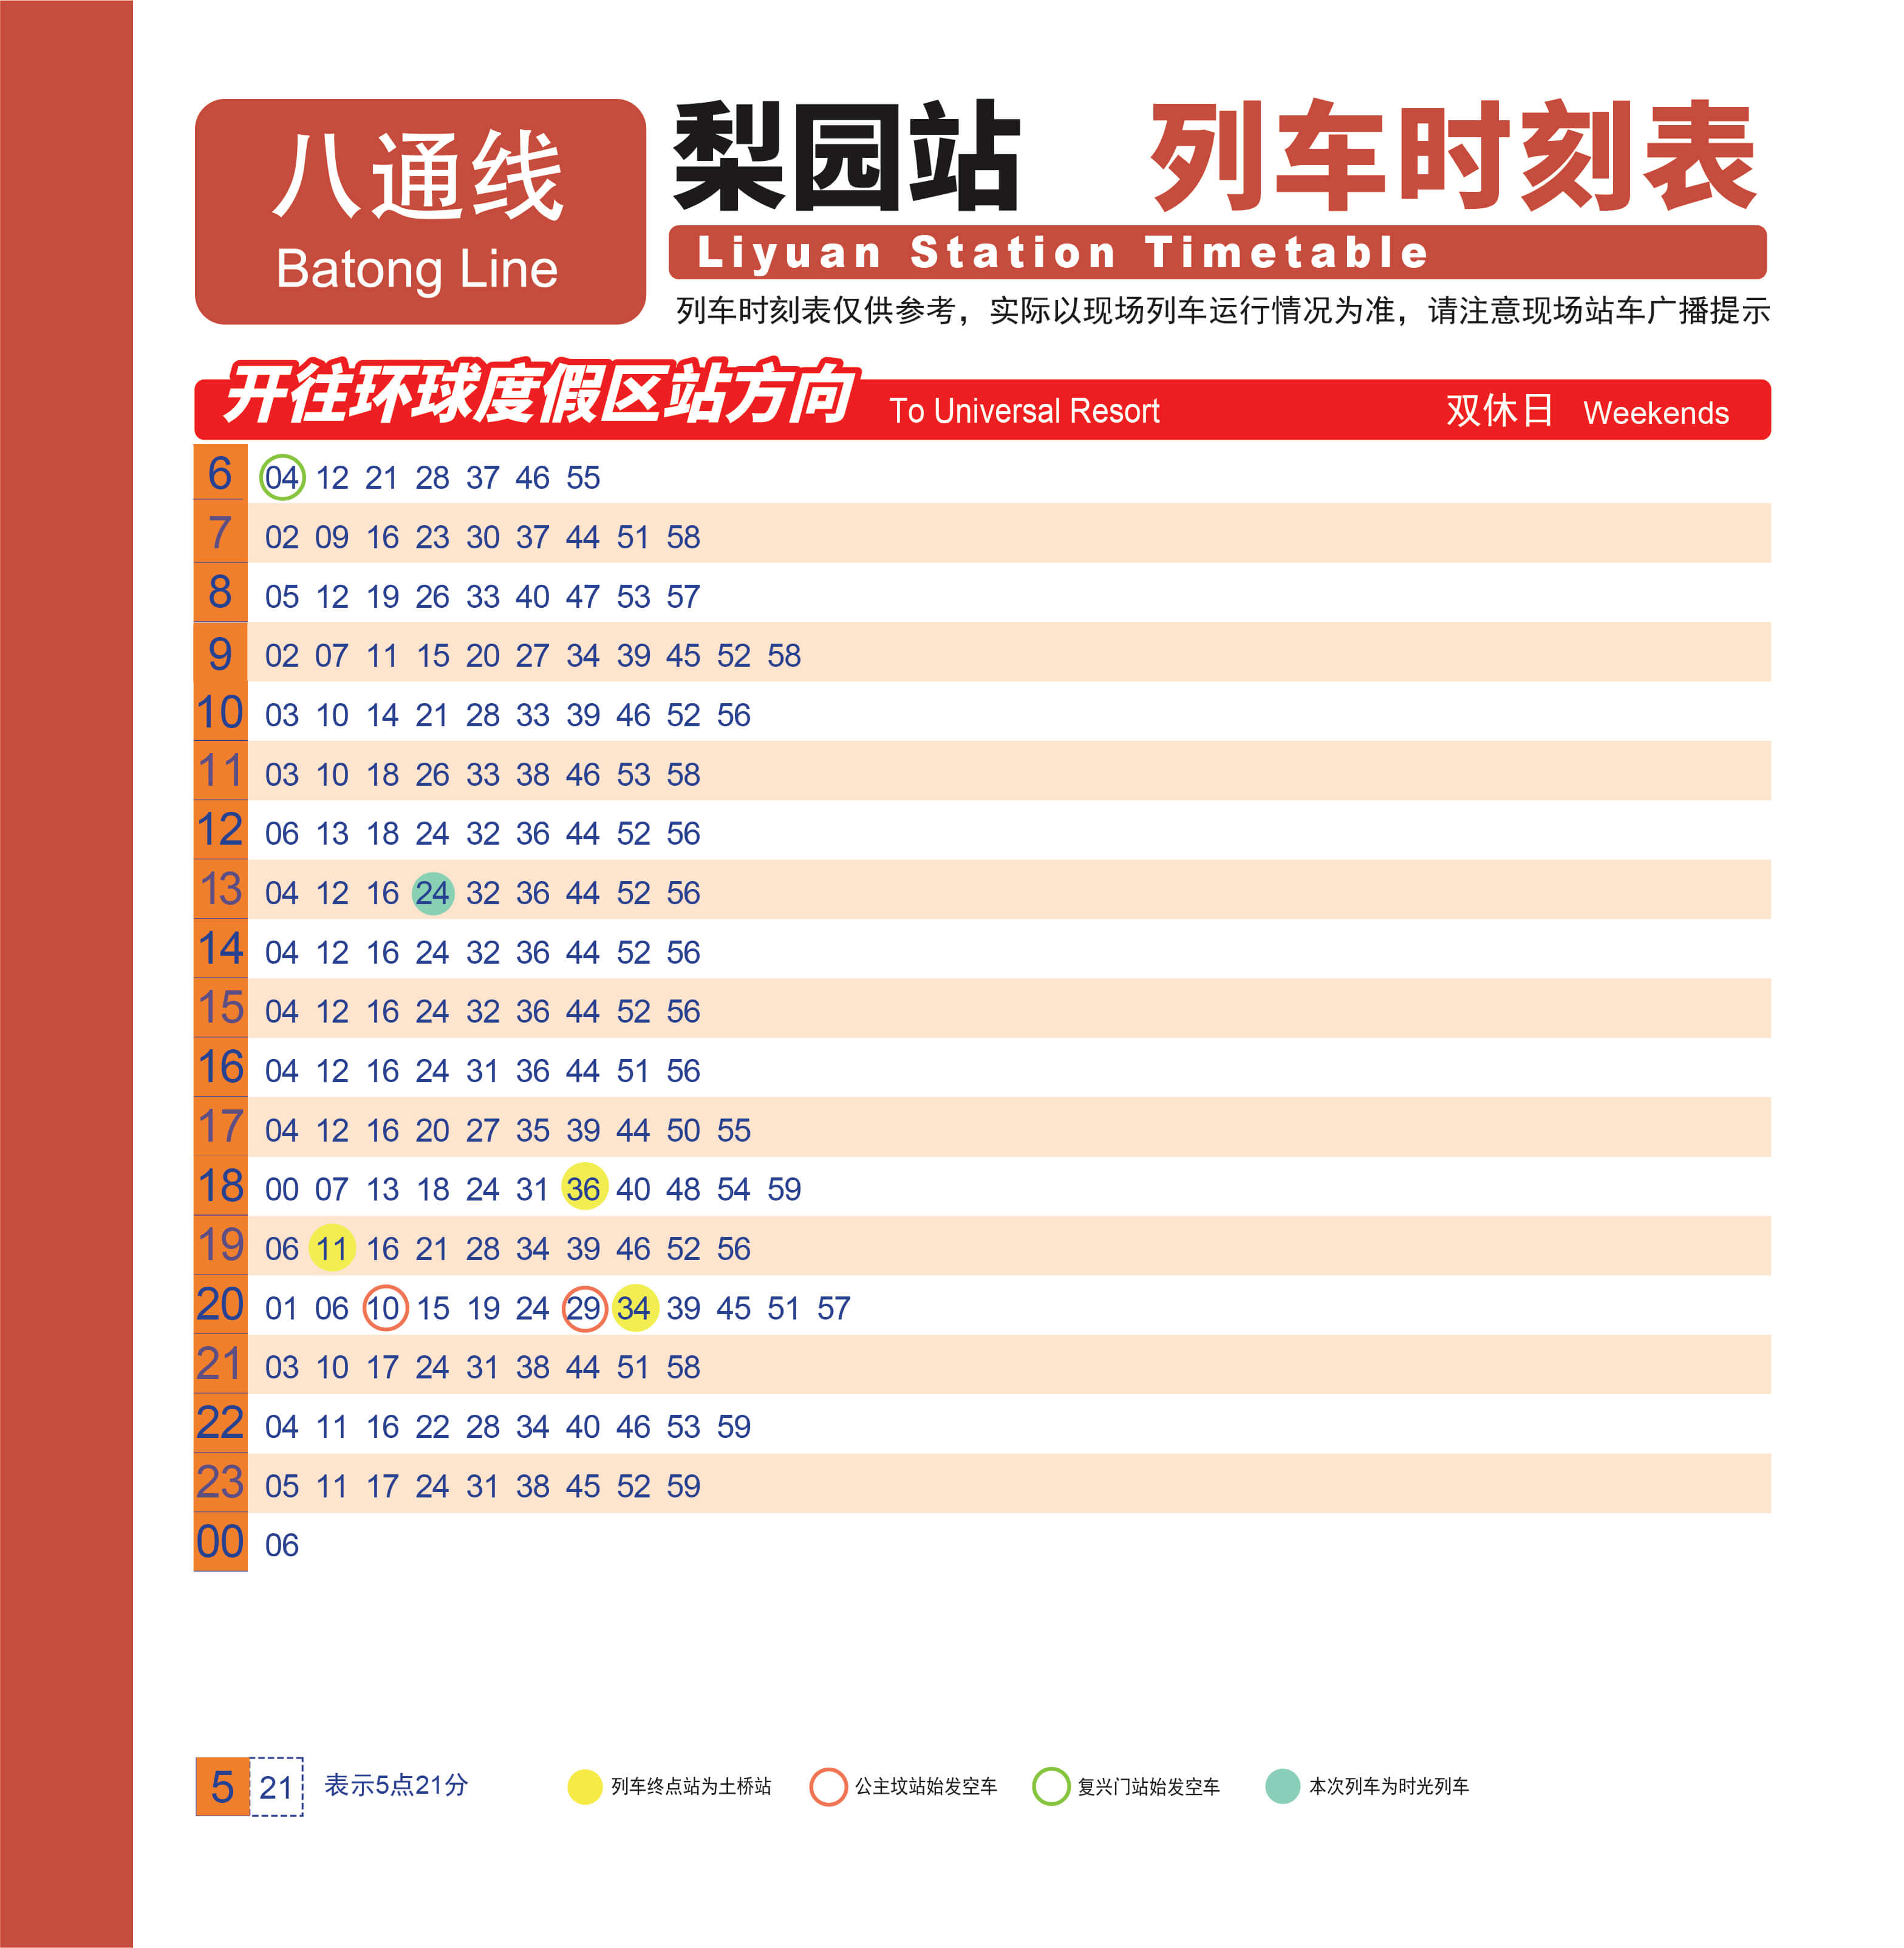 八通线
Batong Line
梨园站 列车时刻表
Liyuan Station Timetable
列车时刻表仅供参考，实际以现场列车运行情况为准，请注意现场站车广播提示
开往环球度假区站方向 To Universal Resort 双休日 Weekends
6 04 12 21 28 37 46 55
7 02 09 16 23 30 37 44 51 58
8 05 12 19 26 33 40 47 53 57
9 02 07 11 15 20 27 34 39 45 52 58
10 03 10 14 21 28 33 39 46 52 56
11 03 10 18 26 33 38 46 53 58
12 06 13 18 24 32 36 44 52 56
13 04 12 16 24 32 36 44 52 56
14 04 12 16 24 32 36 44 52 56
15 04 12 16 24 32 36 44 52 56
16 04 12 16 24 31 36 44 51 56
17 04 12 16 20 27 35 39 44 50 55
18 00 07 13 18 24 31 36 40 48 54 59
19 06 11 16 21 28 34 39 46 52 56
20 01 06 10 15 19 24 29 34 39 45 51 57
21 03 10 17 24 31 38 44 51 58
22 04 11 16 22 28 34 40 46 53 59
23 05 11 17 24 31 38 45 52 59
00 06
5 21 表示5点21分 列车终点站为土桥站 公主坟站始发空车 复兴门站始发空车 本次列车为时光列车